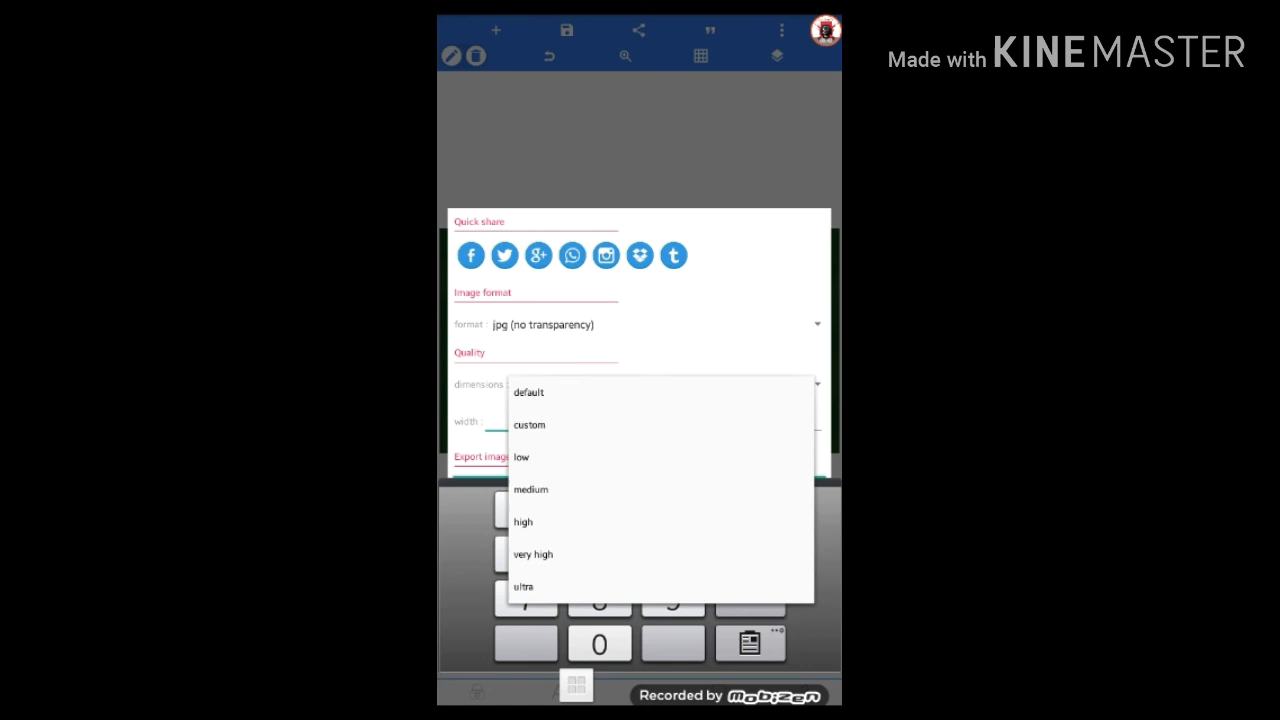 Made with KINEMASTER
Quick share
Image format
format : jpg (no transparency)
Quality
dimensions :
default
width :
custom
Export image
low
medium
high
very high
ultra
0
Recorded by mobizen